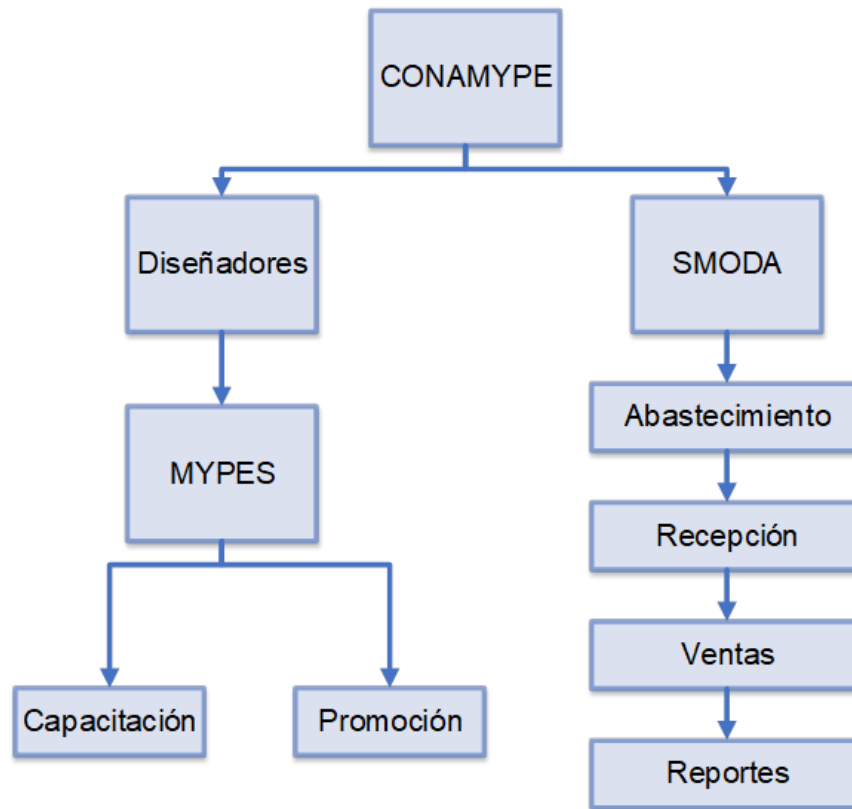 CONAMYPE
Diseñadores
SMODA
MYPES
Abastecimiento
Recepción
Ventas
Capacitación
Promoción
Reportes